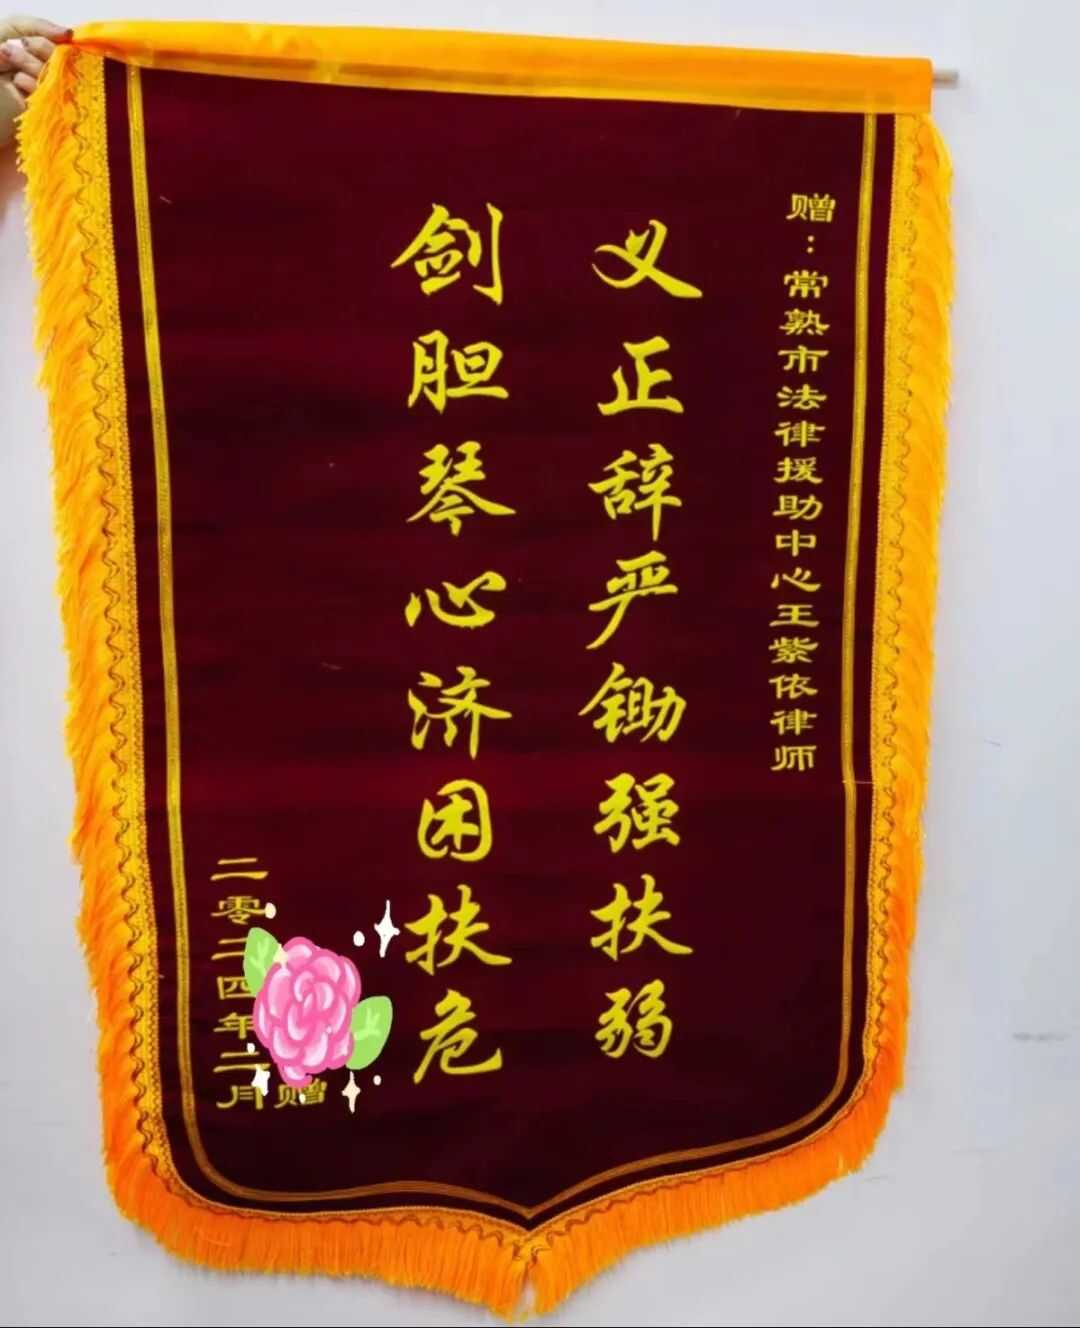 赠：常熟市法律援助中心王紫依律师
义正辞严锄强扶弱
剑胆琴心济困扶危
二零二四年二月
赠